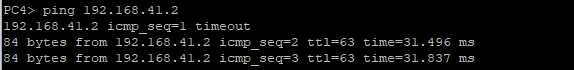 PC4> ping 192.168.41.2
192.168.41.2 icmp_seq=1 timeout
84 bytes from 192.168.41.2 icmp_seq=2 ttl=63 time=31.496 ms
84 bytes from 192.168.41.2 icmp_seq=3 ttl=63 time=31.837 ms